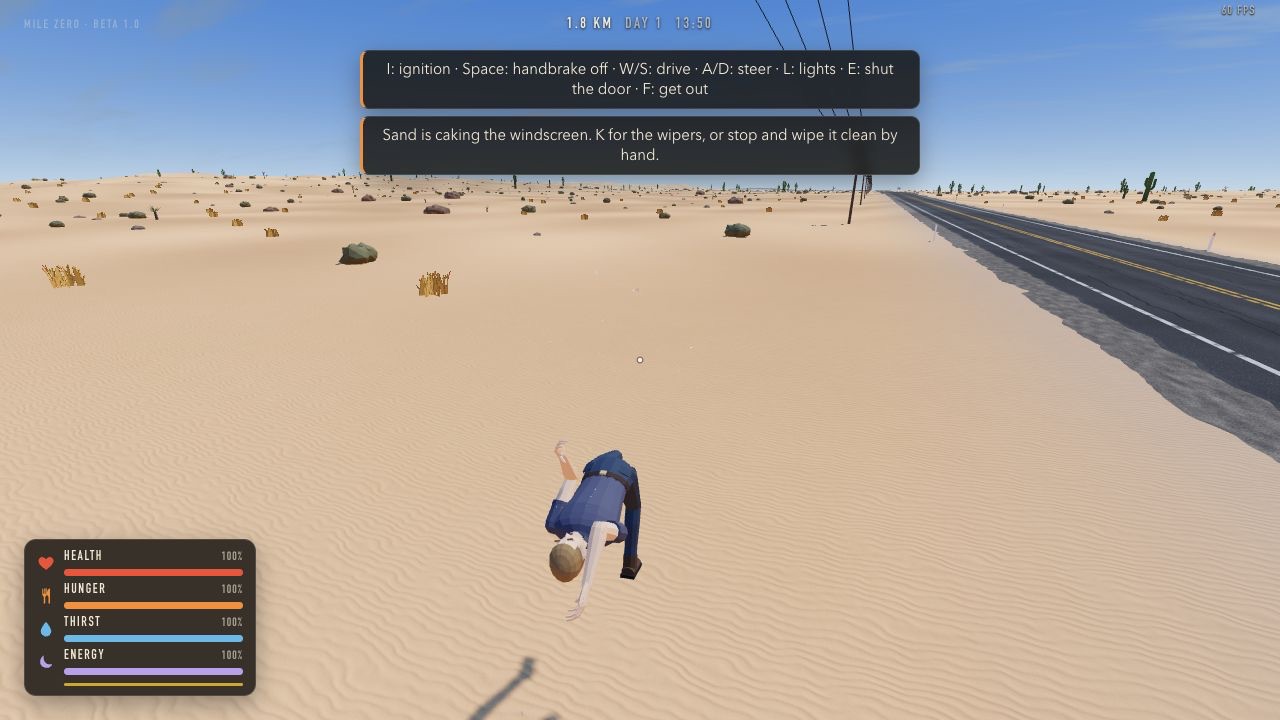 MILE ZERO · BETA 1.0
1.8 KM DAY 1 13:50
60 FPS
I: ignition · Space: handbrake off · W/S: drive · A/D: steer · L: lights · E: shut
the door · F: get out
Sand is caking the windscreen. K for the wipers, or stop and wipe it clean by
hand.
HEALTH 100%
HUNGER 100%
THIRST 100%
ENERGY 100%